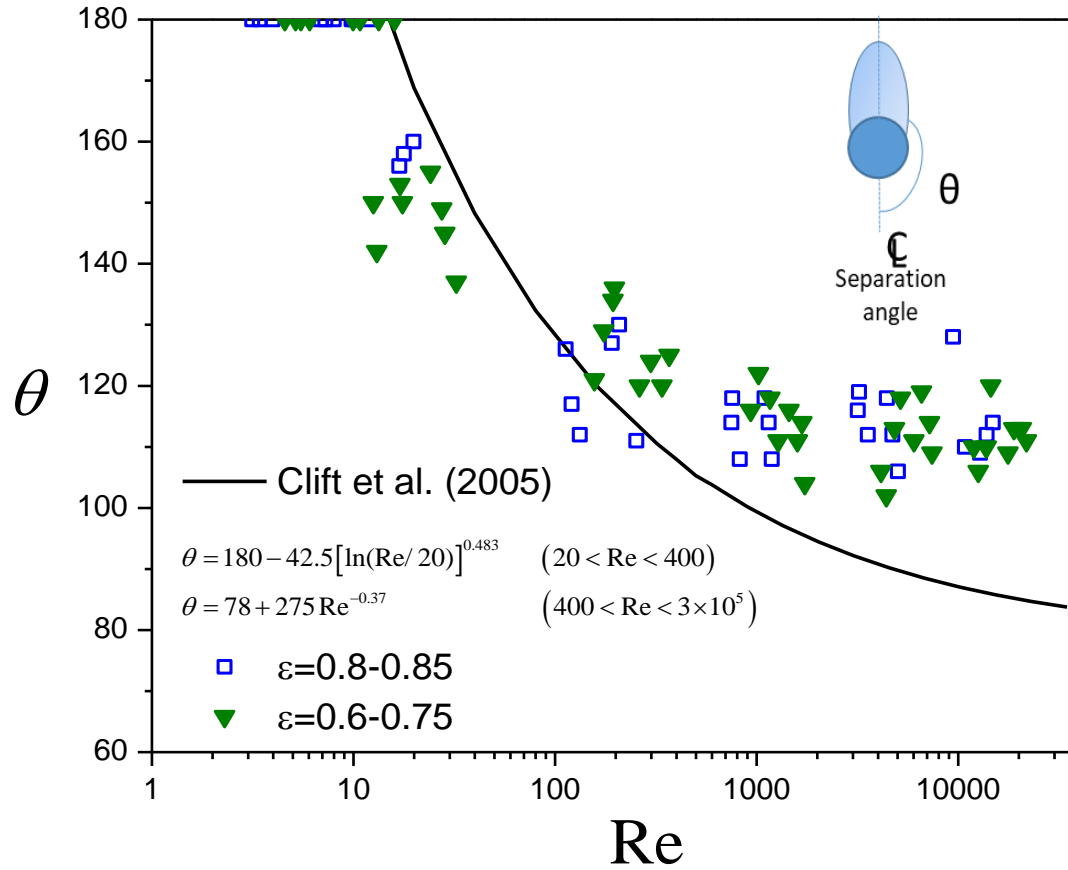 180
160
140
120
100
80
60
θ
1
10
100
1000
10000
Re
θ
℄
Separation
angle
Clift et al. (2005)
θ = 180 − 42.5[ln(Re/ 20)]^0.483 (20 < Re < 400)
θ = 78 + 275 Re^−0.37 (400 < Re < 3×10^5)
ε=0.8-0.85
ε=0.6-0.75